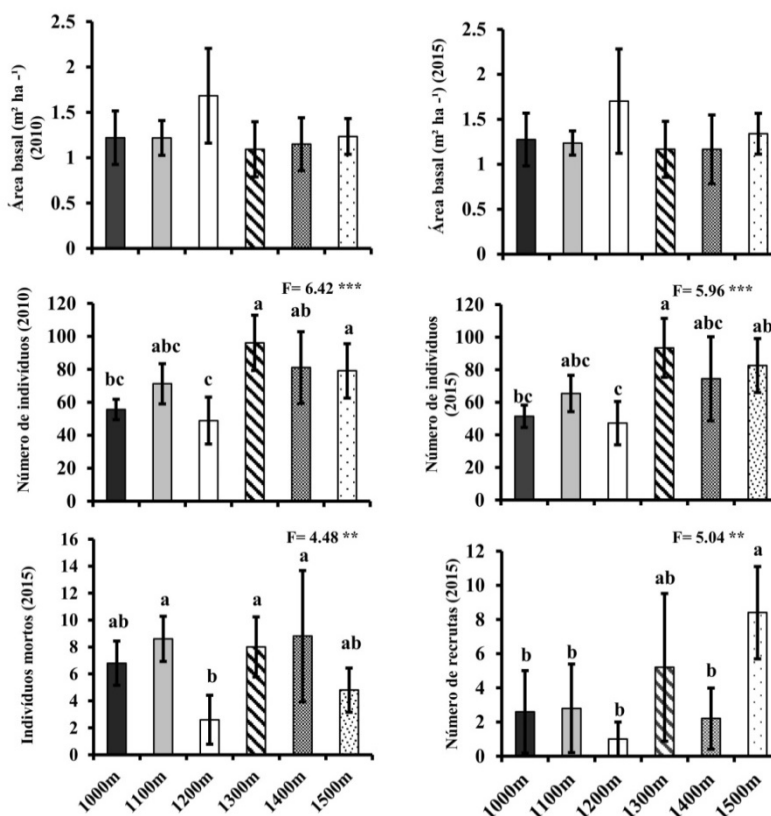 Área basal (m² ha -¹)
(2010)
2.5
2
1.5
1
0.5
0
Área basal (m² ha -¹) (2015)
2.5
2
1.5
1
0.5
0
Número de indivíduos (2010)
120
100
80
60
40
20
0
F= 6.42 ***
bc
abc
c
a
ab
a
Número de indivíduos
(2015)
120
100
80
60
40
20
0
F= 5.96 ***
bc
abc
c
a
abc
ab
Indivíduos mortos (2015)
16
14
12
10
8
6
4
2
0
F= 4.48 **
ab
a
b
a
a
ab
1000m
1100m
1200m
1300m
1400m
1500m
Número de recrutas (2015)
12
10
8
6
4
2
0
F= 5.04 **
b
b
b
ab
b
a
1000m
1100m
1200m
1300m
1400m
1500m